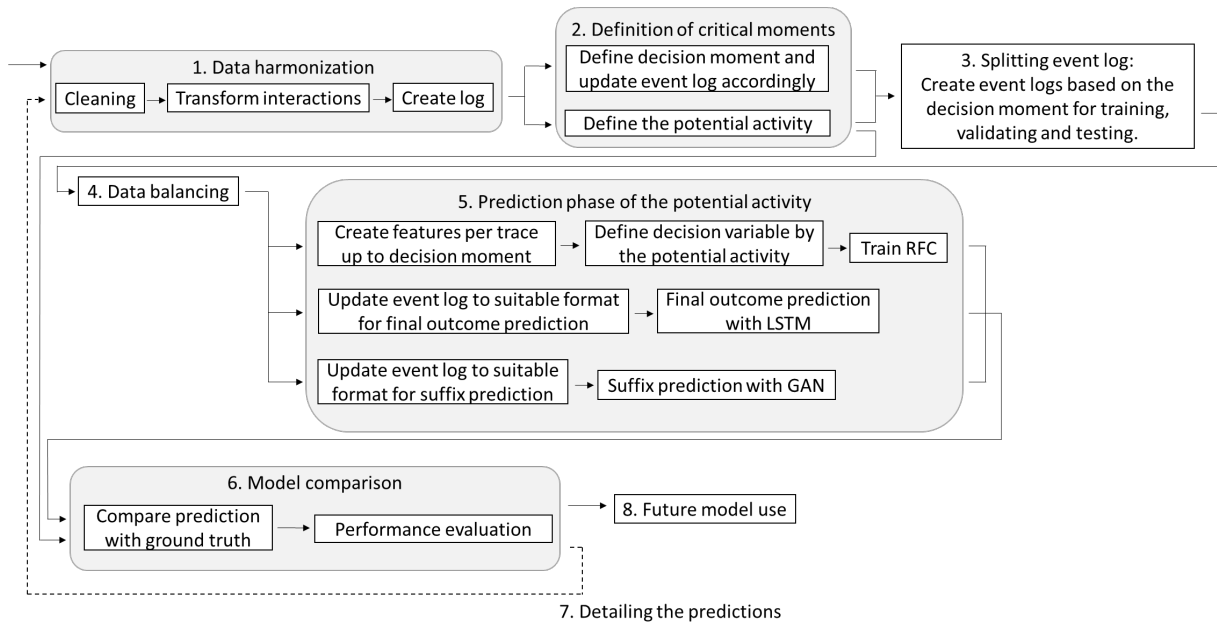 1. Data harmonization
Cleaning
Transform interactions
Create log
2. Definition of critical moments
Define decision moment and
update event log accordingly
Define the potential activity
3. Splitting event log:
Create event logs based on the
decision moment for training,
validating and testing.
4. Data balancing
5. Prediction phase of the potential activity
Create features per trace
up to decision moment
Define decision variable by
the potential activity
Train RFC
Update event log to suitable format
for final outcome prediction
Final outcome prediction
with LSTM
Update event log to suitable
format for suffix prediction
Suffix prediction with GAN
6. Model comparison
Compare prediction
with ground truth
Performance evaluation
8. Future model use
7. Detailing the predictions